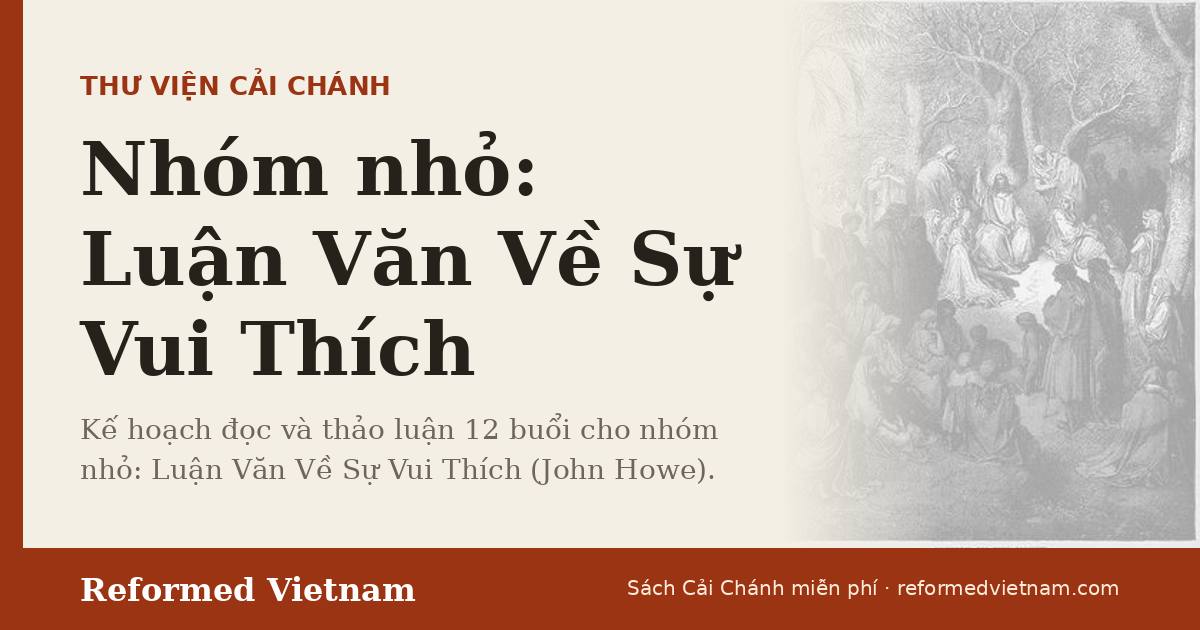 THƯ VIỆN CẢI CHÁNH
Nhóm nhỏ:
Luận Văn Về Sự
Vui Thích
Kế hoạch đọc và thảo luận 12 buổi cho nhóm
nhỏ: Luận Văn Về Sự Vui Thích (John Howe).
Reformed Vietnam
Sách Cải Chánh miễn phí · reformedvietnam.com